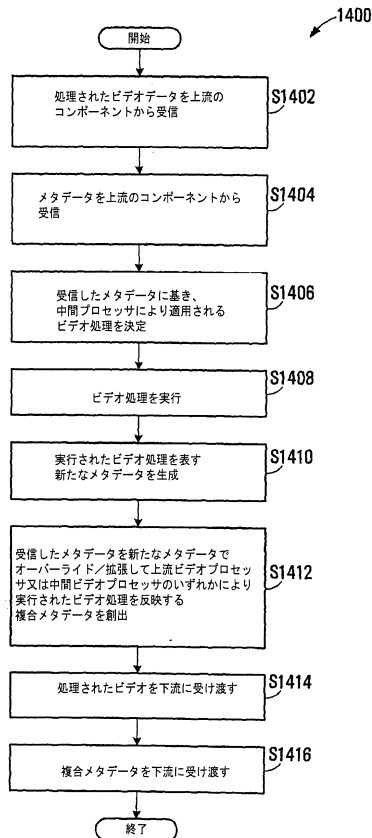 1400
開始
処理されたビデオデータを上流の
コンポーネントから受信
S1402
メタデータを上流のコンポーネントから
受信
S1404
受信したメタデータに基き、
中間プロセッサにより適用される
ビデオ処理を決定
S1406
ビデオ処理を実行
S1408
実行されたビデオ処理を表す
新たなメタデータを生成
S1410
受信したメタデータを新たなメタデータで
オーバーライド/拡張して上流ビデオプロセッ
サ又は中間ビデオプロセッサのいずれかにより
実行されたビデオ処理を反映する
複合メタデータを創出
S1412
処理されたビデオを下流に受け渡す
S1414
複合メタデータを下流に受け渡す
S1416
終了